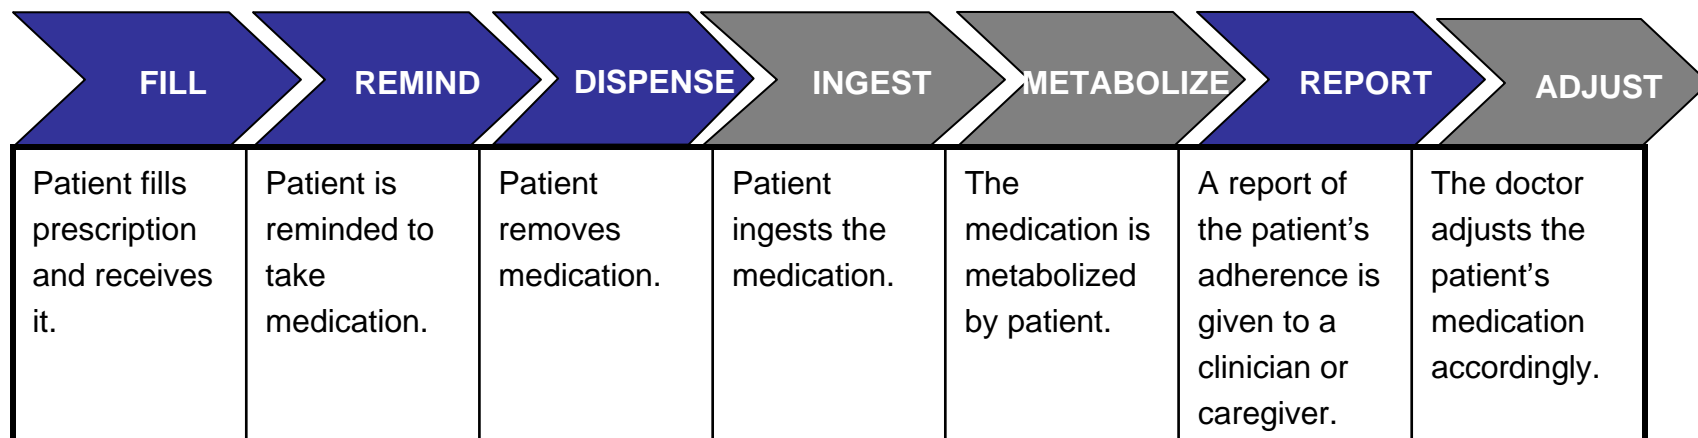 FILL
REMIND
DISPENSE
INGEST
METABOLIZE
REPORT
ADJUST
Patient fills
prescription
and receives
it.
Patient is
reminded to
take
medication.
Patient
removes
medication.
Patient
ingests the
medication.
The
medication is
metabolized
by patient.
A report of
the patient’s
adherence is
given to a
clinician or
caregiver.
The doctor
adjusts the
patient’s
medication
accordingly.